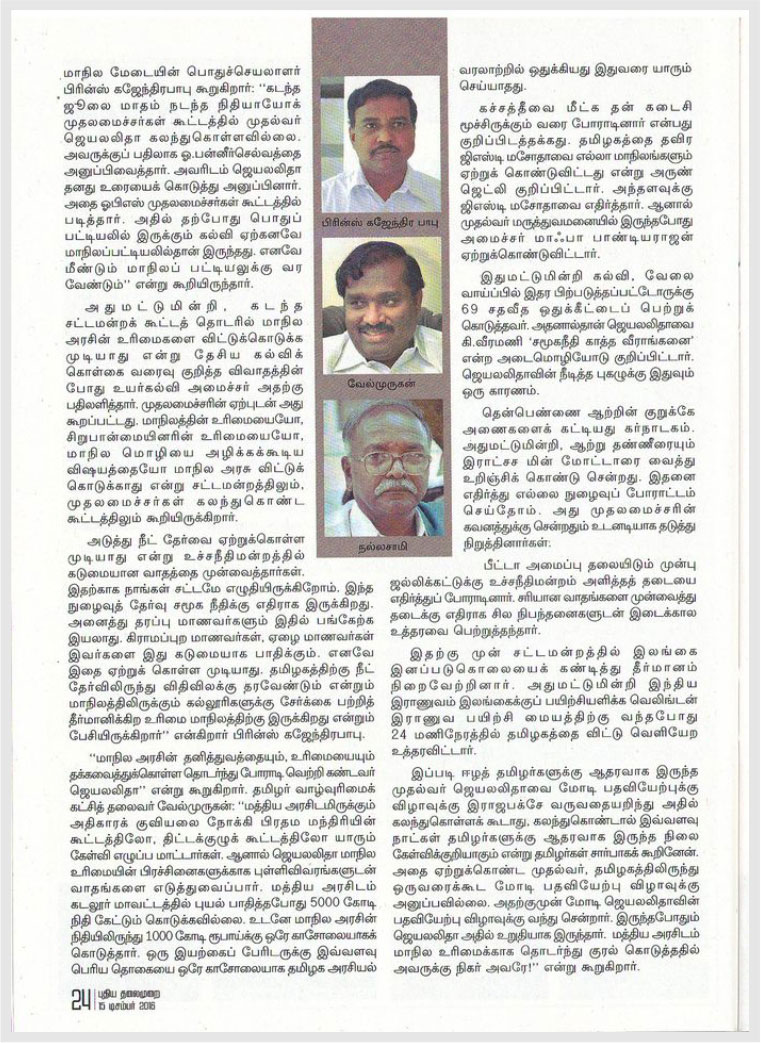 மாநில மேடையின் பொதுச்செயலாளர்
பிரின்ஸ் கஜேந்திரபாபு கூறுகிறார்: ‘‘கடந்த
ஜூலை மாதம் நடந்த நிதியாயோக்
முதலமைச்சர்கள் கூட்டத்தில் முதல்வர்
ஜெயலலிதா கலந்துகொள்ளவில்லை.
அவருக்குப் பதிலாக ஓ.பன்னீர்செல்வத்தை
அனுப்பிவைத்தார். அவரிடம் ஜெயலலிதா
தனது உரையைக் கொடுத்து அனுப்பினார்.
அதை ஓபிஎஸ் முதலமைச்சர்கள் கூட்டத்தில்
படித்தார். அதில் தற்போது பொதுப்
பட்டியலில் இருக்கும் கல்வி ஏற்கனவே
மாநிலப்பட்டியலில்தான் இருந்தது. எனவே
மீண்டும் மாநிலப் பட்டியலுக்கு வர
வேண்டும்’’ என்று கூறியிருந்தார்.
அதுமட்டுமின்றி, கடந்த
சட்டமன்றக் கூட்டத் தொடரில் மாநில
அரசின் உரிமைகளை விட்டுக்கொடுக்க
முடியாது என்று தேசிய கல்விக்
கொள்கை வரைவு குறித்த விவாதத்தின்
போது உயர்கல்வி அமைச்சர் அதற்கு
பதிலளித்தார். முதலமைச்சரின் ஏற்புடன் அது
கூறப்பட்டது. மாநிலத்தின் உரிமையையோ,
சிறுபான்மையினரின் உரிமையையோ,
மாநில மொழியை அழிக்கக்கூடிய
விஷயத்தையோ மாநில அரசு விட்டுக்
கொடுக்காது என்று சட்டமன்றத்திலும்,
முதலமைச்சர்கள் கலந்துகொண்ட
கூட்டத்திலும் கூறியிருக்கிறார்.
அடுத்து நீட் தேர்வை ஏற்றுக்கொள்ள
முடியாது என்று உச்சநீதிமன்றத்தில்
கடுமையான வாதத்தை முன்வைத்தார்கள்.
இதற்காக நாங்கள் சட்டமே எழுதியிருக்கிறோம். இந்த
நுழைவுத் தேர்வு சமூக நீதிக்கு எதிராக இருக்கிறது.
அனைத்து தரப்பு மாணவர்களும் இதில் பங்கேற்க
இயலாது. கிராமப்புற மாணவர்கள், ஏழை மாணவர்கள்
இவர்களை இது கடுமையாக பாதிக்கும். எனவே
இதை ஏற்றுக் கொள்ள முடியாது. தமிழகத்திற்கு நீட்
தேர்விலிருந்து விதிவிலக்கு தரவேண்டும் என்றும்
மாநிலத்திலிருக்கும் கல்லூரிகளுக்கு சேர்க்கை பற்றித்
தீர்மானிக்கிற உரிமை மாநிலத்திற்கு இருக்கிறது என்றும்
பேசியிருக்கிறார்’’ என்கிறார் பிரின்ஸ் கஜேந்திரபாபு.
‘‘மாநில அரசின் தனித்துவத்தையும், உரிமையையும்
தக்கவைத்துக்கொள்ள தொடர்ந்து போராடி வெற்றி கண்டவர்
ஜெயலலிதா’’ என்று கூறுகிறார். தமிழர் வாழ்வுரிமைக்
கட்சித் தலைவர் வேல்முருகன்: ‘‘மத்திய அரசிடமிருக்கும்
அதிகாரக் குவியலை நோக்கி பிரதம மந்திரியின்
கூட்டத்திலோ, திட்டக்குழுக் கூட்டத்திலோ யாரும்
கேள்வி எழுப்ப மாட்டார்கள். ஆனால் ஜெயலலிதா மாநில
உரிமையின் பிரச்சினைகளுக்காக புள்ளிவிவரங்களுடன்
வாதங்களை எடுத்துவைப்பார். மத்திய அரசிடம்
கடலூர் மாவட்டத்தில் புயல் பாதித்தபோது 5000 கோடி
நிதி கேட்டும் கொடுக்கவில்லை. உடனே மாநில அரசின்
நிதியிலிருந்து 1000 கோடி ரூபாய்க்கு ஒரே காசோலையாகக்
கொடுத்தார். ஒரு இயற்கைப் பேரிடருக்கு இவ்வளவு
பெரிய தொகையை ஒரே காசோலையாக தமிழக அரசியல்
பிரின்ஸ் கஜேந்திர பாபு
வேல்முருகன்
நல்லசாமி
வரலாற்றில் ஒதுக்கியது இதுவரை யாரும்
செய்யாதது.
கச்சத்தீவை மீட்க தன் கடைசி
மூச்சிருக்கும் வரை போராடினார் என்பது
குறிப்பிடத்தக்கது. தமிழகத்தை தவிர
ஜிஎஸ்டி மசோதாவை எல்லா மாநிலங்களும்
ஏற்றுக் கொண்டுவிட்டது என்று அருண்
ஜெட்லி குறிப்பிட்டார். அந்தளவுக்கு
ஜிஎஸ்டி மசோதாவை எதிர்த்தார். ஆனால்
முதல்வர் மருத்துவமனையில் இருந்தபோது
அமைச்சர் மாஃபா பாண்டியராஜன்
ஏற்றுக்கொண்டுவிட்டார்.
இதுமட்டுமின்றி கல்வி, வேலை
வாய்ப்பில் இதர பிற்படுத்தப்பட்டோருக்கு
69 சதவீத ஒதுக்கீட்டைப் பெற்றுக்
கொடுத்தவர். அதனால்தான் ஜெயலலிதாவை
கி.வீரமணி ‘சமூகநீதி காத்த வீராங்கனை’
என்ற அடைமொழியோடு குறிப்பிட்டார்.
ஜெயலலிதாவின் நீடித்த புகழுக்கு இதுவும்
ஒரு காரணம்.
தென்பெண்ணை ஆற்றின் குறுக்கே
அணைகளைக் கட்டியது கர்நாடகம்.
அதுமட்டுமின்றி, ஆற்று தண்ணீரையும்
இராட்சச மின் மோட்டாரை வைத்து
உறிஞ்சிக் கொண்டு சென்றது. இதனை
எதிர்த்து எல்லை நுழைவுப் போராட்டம்
செய்தோம். அது முதலமைச்சரின்
கவனத்துக்கு சென்றதும் உடனடியாக தடுத்து
நிறுத்தினார்கள்.
பீட்டா அமைப்பு தலையிடும் முன்பு
ஜல்லிக்கட்டுக்கு உச்சநீதிமன்றம் அளித்தத் தடையை
எதிர்த்துப் போராடினார். சரியான வாதங்களை முன்வைத்து
தடைக்கு எதிராக சில நிபந்தனைகளுடன் இடைக்கால
உத்தரவை பெற்றுத்தந்தார்.
இதற்கு முன் சட்டமன்றத்தில் இலங்கை
இனப்படுகொலையைக் கண்டித்து தீர்மானம்
நிறைவேற்றினார். அதுமட்டுமின்றி இந்திய
இராணுவம் இலங்கைக்குப் பயிற்சியளிக்க வெலிங்டன்
இராணுவ பயிற்சி மையத்திற்கு வந்தபோது
24 மணிநேரத்தில் தமிழகத்தை விட்டு வெளியேற
உத்தரவிட்டார்.
இப்படி ஈழத் தமிழர்களுக்கு ஆதரவாக இருந்த
முதல்வர் ஜெயலலிதாவை மோடி பதவியேற்புக்கு
விழாவுக்கு இராஜபக்சே வருவதையறிந்து அதில்
கலந்துகொள்ளக் கூடாது, கலந்துகொண்டால் இவ்வளவு
நாட்கள் தமிழர்களுக்கு ஆதரவாக இருந்த நிலை
கேள்விக்குறியாகும் என்று தமிழர்கள் சார்பாகக் கூறினேன்.
அதை ஏற்றுக்கொண்ட முதல்வர், தமிழகத்திலிருந்து
ஒருவரைக்கூட மோடி பதவியேற்பு விழாவுக்கு
அனுப்பவில்லை. அதற்குமுன் மோடி ஜெயலலிதாவின்
பதவியேற்பு விழாவுக்கு வந்து சென்றார். இருந்தபோதும்
ஜெயலலிதா அதில் உறுதியாக இருந்தார். மத்திய அரசிடம்
மாநில உரிமைக்காக தொடர்ந்து குரல் கொடுத்ததில்
அவருக்கு நிகர் அவரே!’’ என்று கூறுகிறார்.
24 புதிய தலைமுறை
15 டிசம்பர் 2016